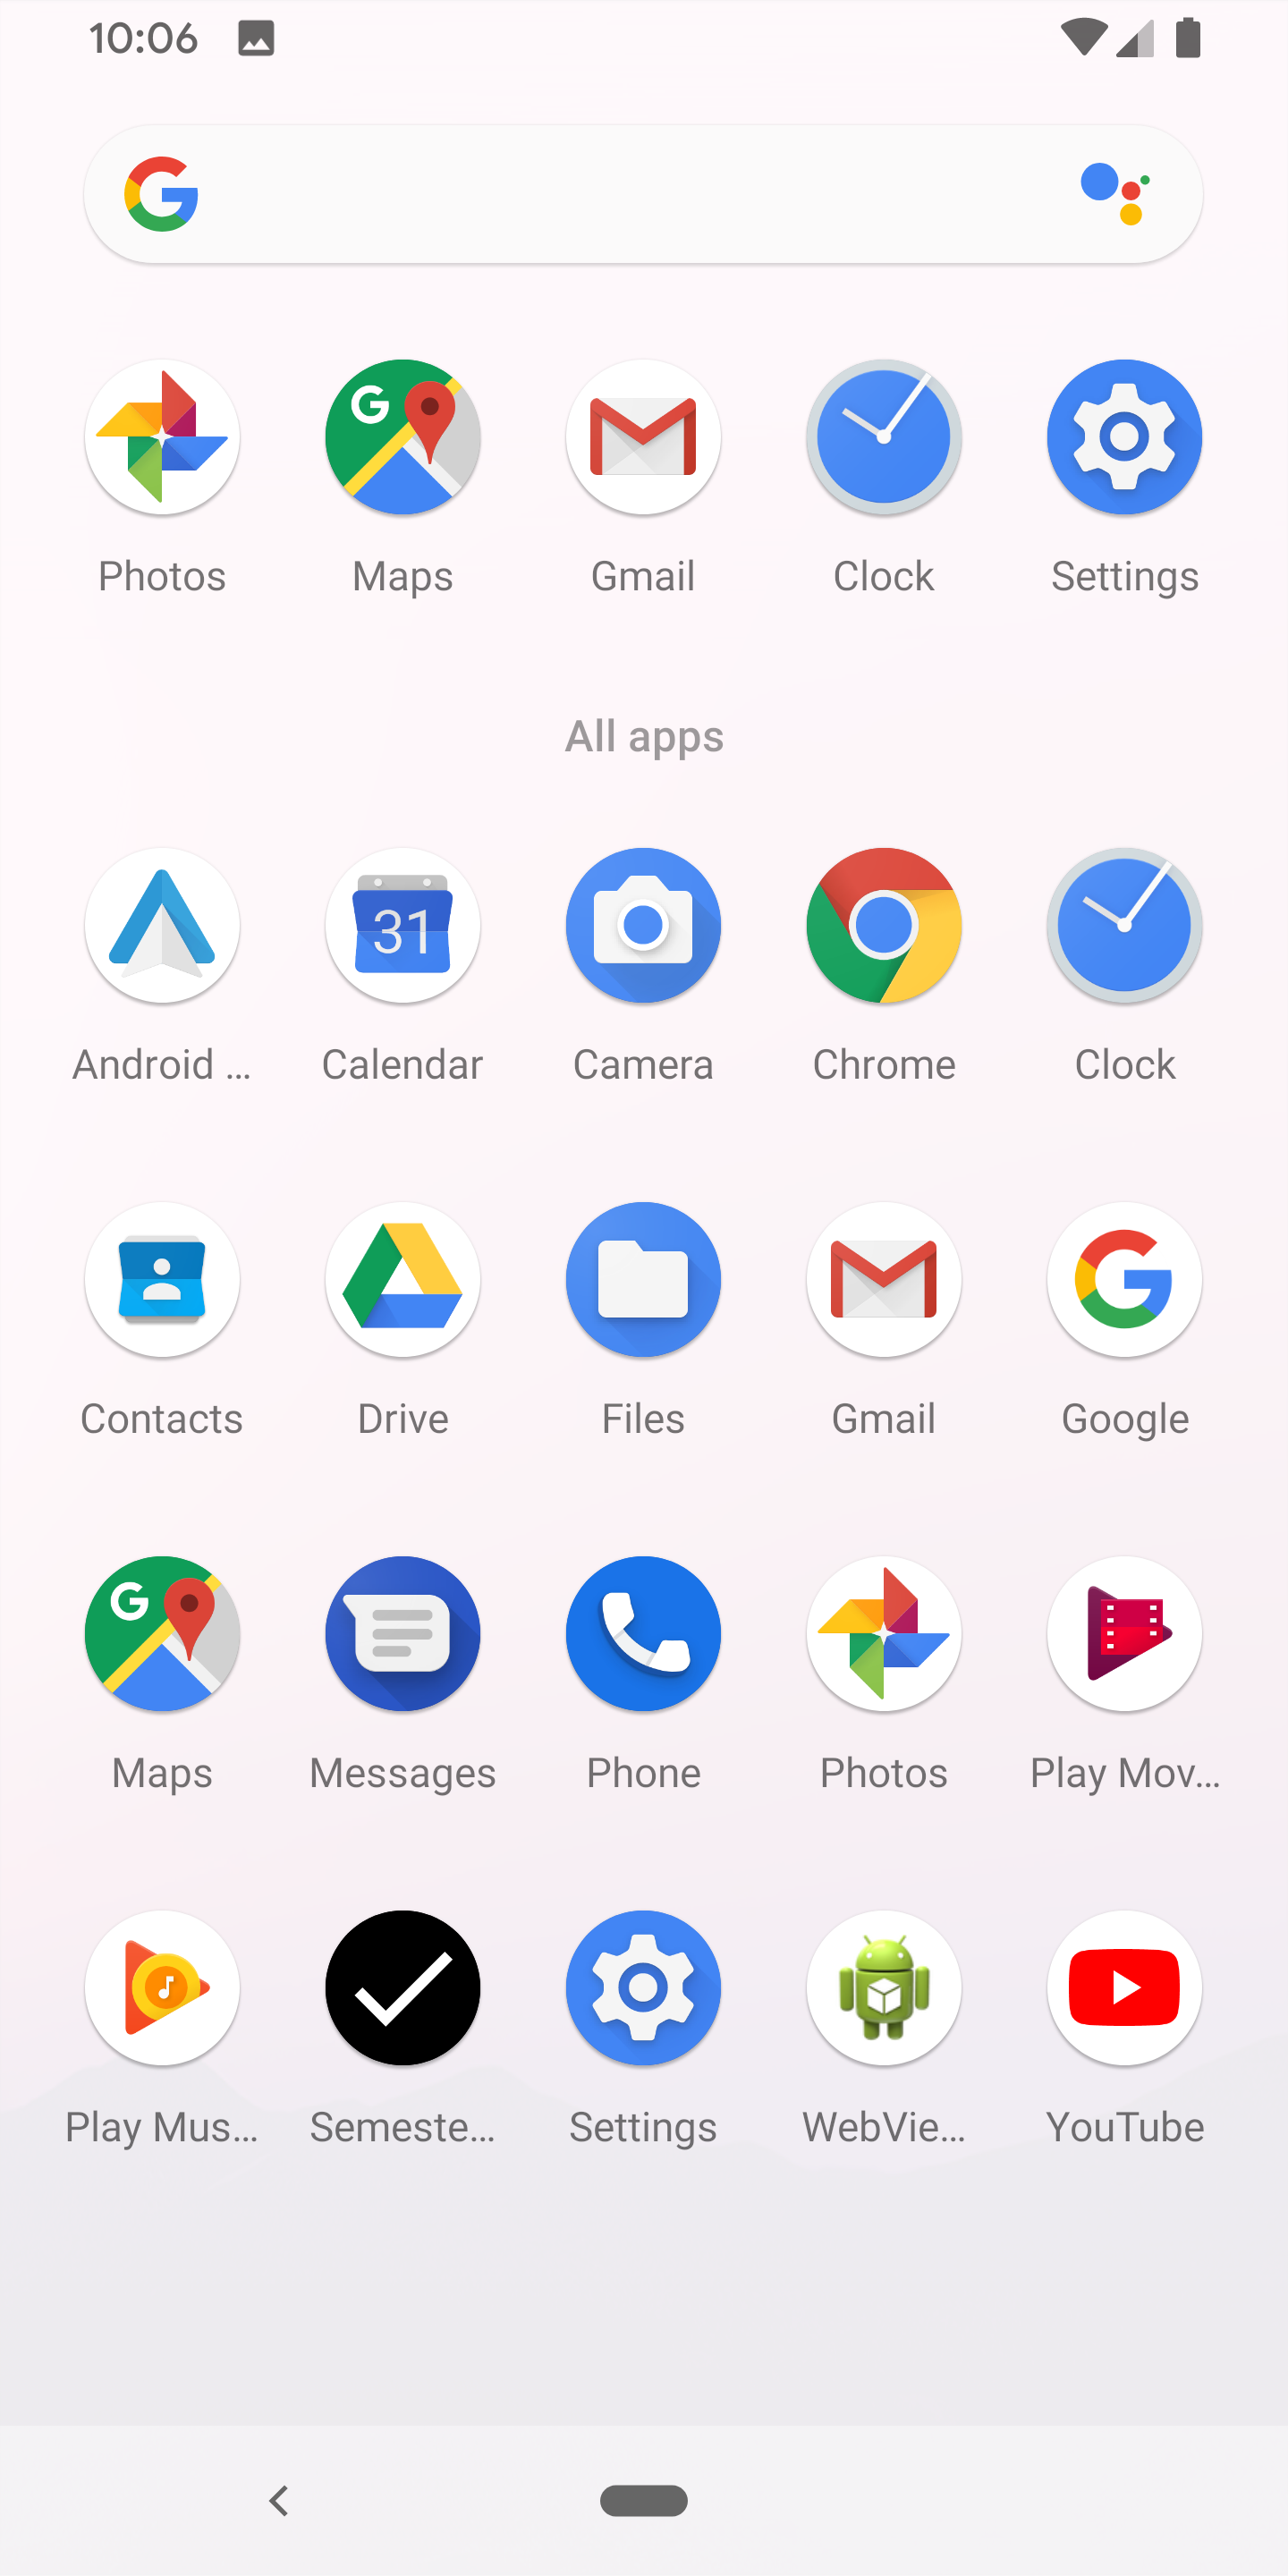 10:06
Photos Maps Gmail Clock Settings
All apps
Android ... Calendar Camera Chrome Clock
31
Contacts Drive Files Gmail Google
Maps Messages Phone Photos Play Mov...
Play Mus... Semeste... Settings WebVie... YouTube